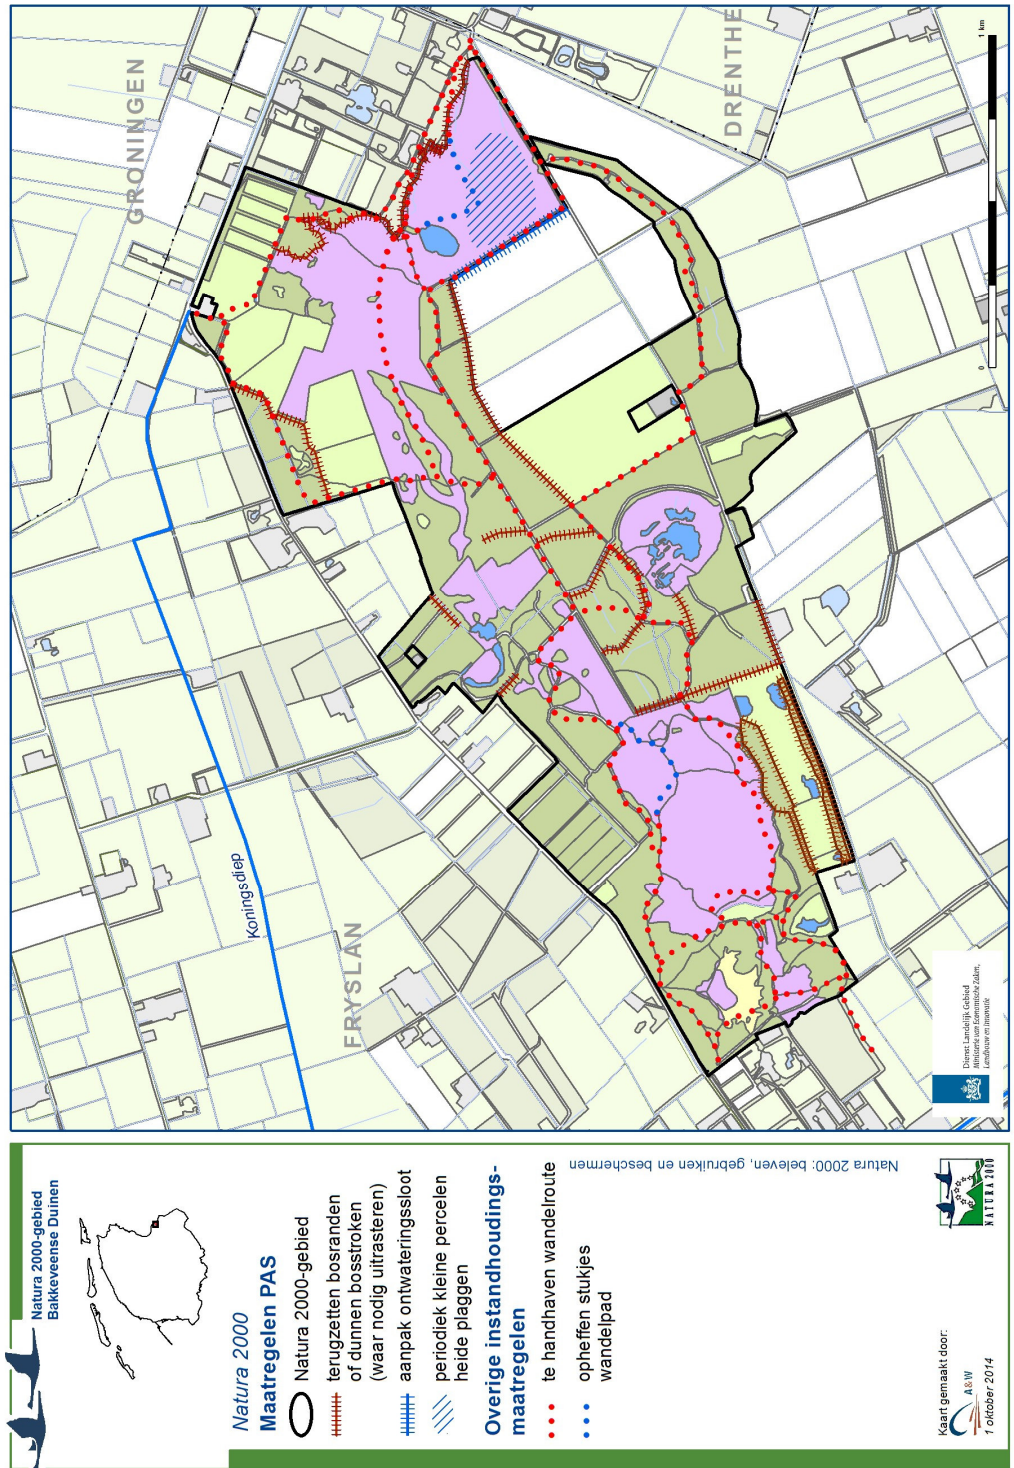 Natura 2000-gebied
Bakkeveense Duinen
Natura 2000
Maatregelen PAS
Natura 2000-gebied
terugzetten bosranden
of dunnen bosstroken
(waar nodig uitrasteren)
aanpak ontwateringssloot
periodiek kleine percelen
heide plaggen
Overige instandhoudings-
maatregelen
te handhaven wandelroute
opheffen stukjes
wandelpad
Natura 2000: beleven, gebruiken en beschermen
Kaart gemaakt door:
A&W
1 oktober 2014
NATURA 2000
GRONINGEN
DRENTHE
FRYSLAN
Koningsdiep
0
1 km
Dienst Landelijk Gebied
Ministerie van Economische Zaken,
Landbouw en Innovatie